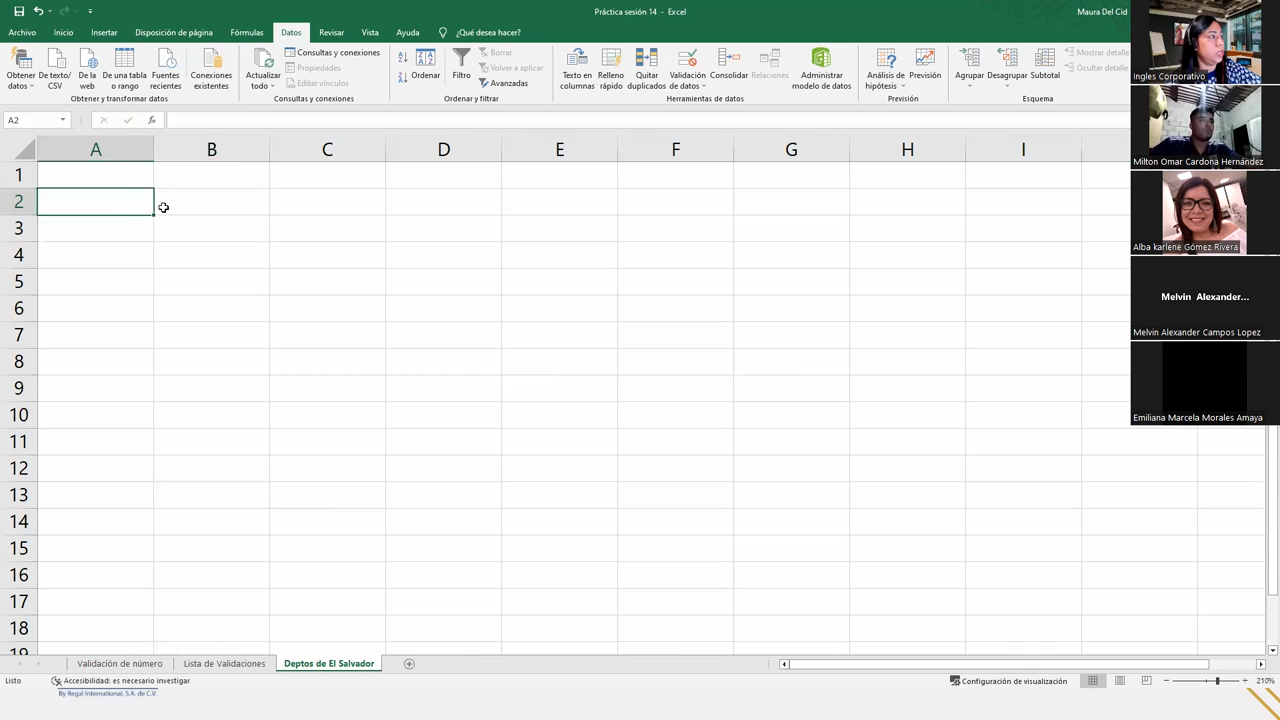 Práctica sesión 14 - Excel
Maura Del Cid
Archivo Inicio Insertar Disposición de página Fórmulas Datos Revisar Vista Ayuda ¿Qué desea hacer?
Obtener datos
De texto/ CSV
De la web
De una tabla o rango
Fuentes recientes
Conexiones existentes
Obtener y transformar datos
Actualizar todo
Consultas y conexiones
Propiedades
Editar vínculos
Consultas y conexiones
Ordenar
Filtro
Borrar
Volver a aplicar
Avanzadas
Ordenar y filtrar
Texto en columnas
Relleno rápido
Quitar duplicados
Validación de datos
Consolidar
Relaciones
Administrar modelo de datos
Herramientas de datos
Análisis de hipótesis
Previsión
Previsión
Agrupar
Desagrupar
Subtotal
Mostrar detalle
Ocultar detalle
Esquema
A2
fx
A B C D E F G H I
1
2
3
4
5
6
7
8
9
10
11
12
13
14
15
16
17
18
19
Ingles Corporativo
Milton Omar Cardona Hernández
Alba karlene Gómez Rivera
Melvin Alexander...
Melvin Alexander Campos Lopez
Emiliana Marcela Morales Amaya
Validación de número Lista de Validaciones Deptos de El Salvador
Listo Accesibilidad: es necesario investigar Configuración de visualización 210%
By Regal International, S.A. de C.V.